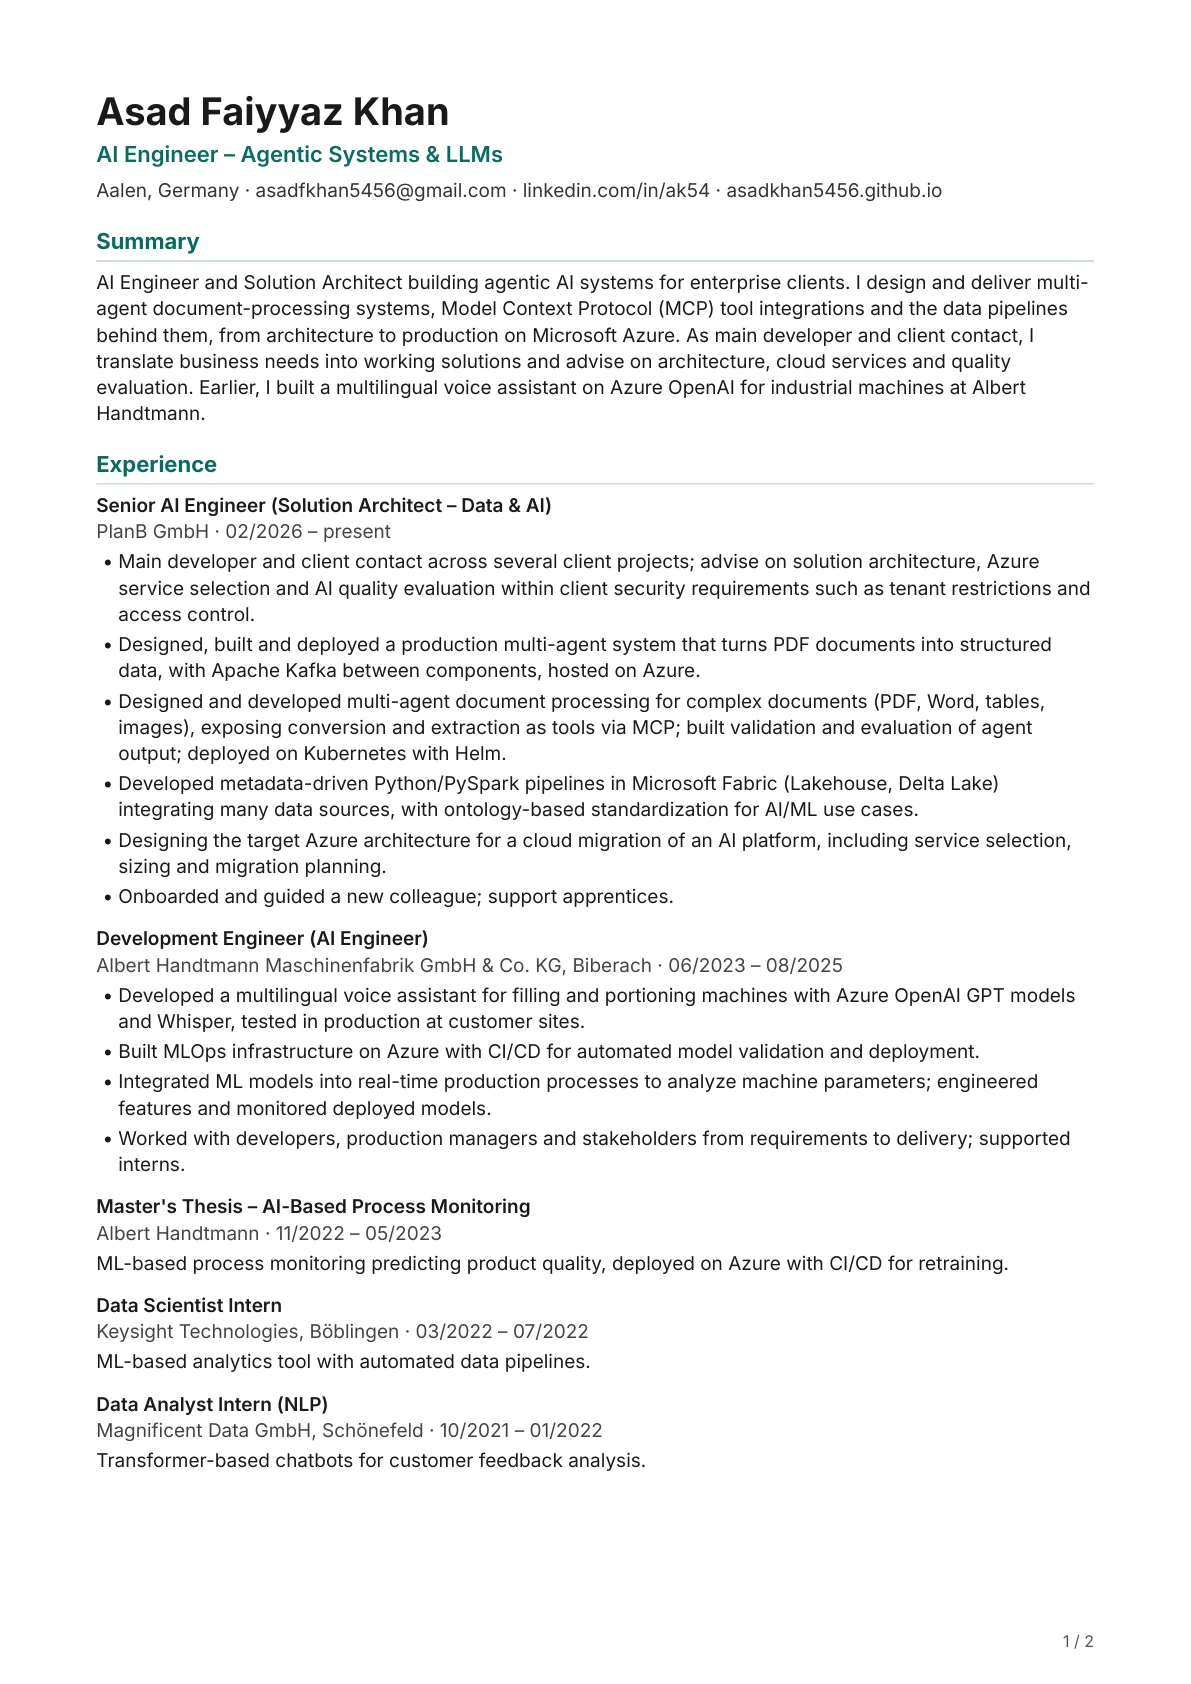 Asad Faiyyaz Khan
AI Engineer – Agentic Systems & LLMs
Aalen, Germany · asadfkhan5456@gmail.com · linkedin.com/in/ak54 · asadkhan5456.github.io
Summary
AI Engineer and Solution Architect building agentic AI systems for enterprise clients. I design and deliver multi-
agent document-processing systems, Model Context Protocol (MCP) tool integrations and the data pipelines
behind them, from architecture to production on Microsoft Azure. As main developer and client contact, I
translate business needs into working solutions and advise on architecture, cloud services and quality
evaluation. Earlier, I built a multilingual voice assistant on Azure OpenAI for industrial machines at Albert
Handtmann.
Experience
Senior AI Engineer (Solution Architect – Data & AI)
PlanB GmbH · 02/2026 – present
• Main developer and client contact across several client projects; advise on solution architecture, Azure
service selection and AI quality evaluation within client security requirements such as tenant restrictions and
access control.
• Designed, built and deployed a production multi-agent system that turns PDF documents into structured
data, with Apache Kafka between components, hosted on Azure.
• Designed and developed multi-agent document processing for complex documents (PDF, Word, tables,
images), exposing conversion and extraction as tools via MCP; built validation and evaluation of agent
output; deployed on Kubernetes with Helm.
• Developed metadata-driven Python/PySpark pipelines in Microsoft Fabric (Lakehouse, Delta Lake)
integrating many data sources, with ontology-based standardization for AI/ML use cases.
• Designing the target Azure architecture for a cloud migration of an AI platform, including service selection,
sizing and migration planning.
• Onboarded and guided a new colleague; support apprentices.
Development Engineer (AI Engineer)
Albert Handtmann Maschinenfabrik GmbH & Co. KG, Biberach · 06/2023 – 08/2025
• Developed a multilingual voice assistant for filling and portioning machines with Azure OpenAI GPT models
and Whisper, tested in production at customer sites.
• Built MLOps infrastructure on Azure with CI/CD for automated model validation and deployment.
• Integrated ML models into real-time production processes to analyze machine parameters; engineered
features and monitored deployed models.
• Worked with developers, production managers and stakeholders from requirements to delivery; supported
interns.
Master's Thesis – AI-Based Process Monitoring
Albert Handtmann · 11/2022 – 05/2023
ML-based process monitoring predicting product quality, deployed on Azure with CI/CD for retraining.
Data Scientist Intern
Keysight Technologies, Böblingen · 03/2022 – 07/2022
ML-based analytics tool with automated data pipelines.
Data Analyst Intern (NLP)
Magnificent Data GmbH, Schönefeld · 10/2021 – 01/2022
Transformer-based chatbots for customer feedback analysis.
1 / 2